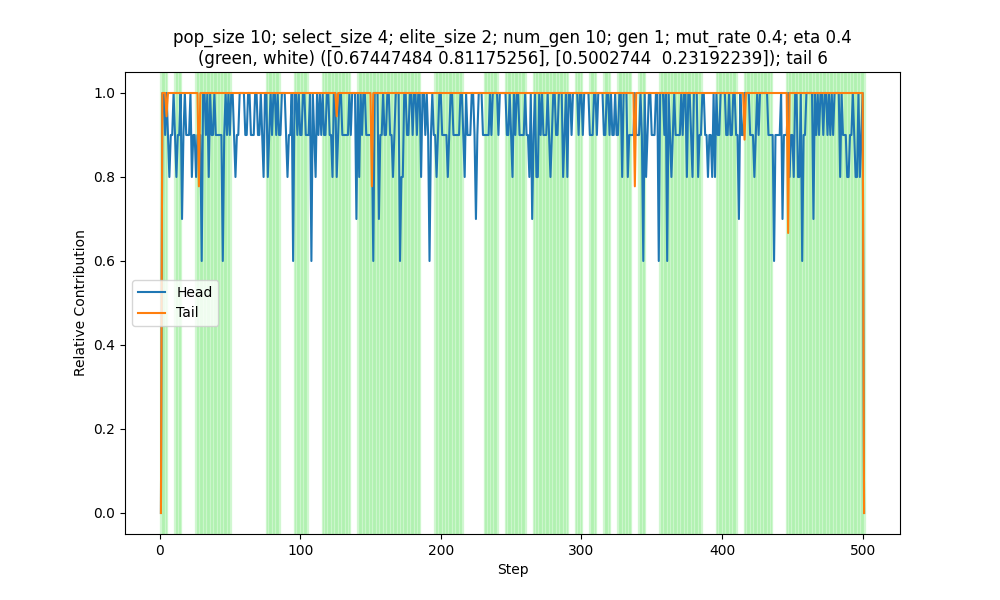 pop_size 10; select_size 4; elite_size 2; num_gen 10; gen 1; mut_rate 0.4; eta 0.4
(green, white) ([0.67447484 0.81175256], [0.5002744  0.23192239]); tail 6
1.0
0.8
0.6
0.4
0.2
0.0
Relative Contribution
Head
Tail
0
100
200
300
400
500
Step